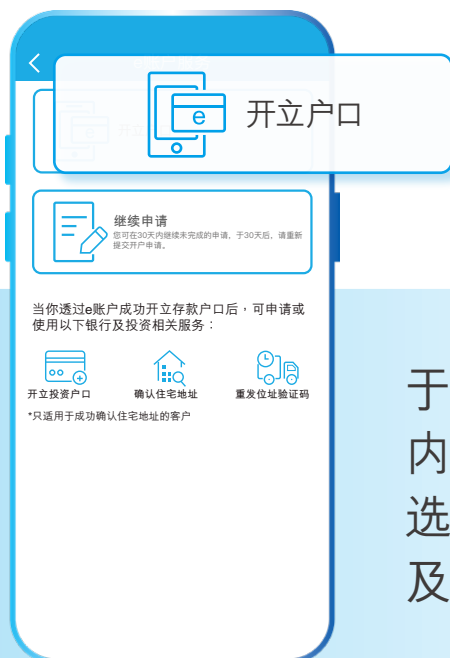 e
开立户口
继续申请
您可在30天内继续未完成的申请，于30天后，请重新
提交开户申请。
当你透过e账户成功开立存款户口后，可申请或
使用以下银行及投资相关服务：
开立投资户口 确认住宅地址 重发位址验证码
*只适用于成功确认住宅地址的客户
于
内
选
及